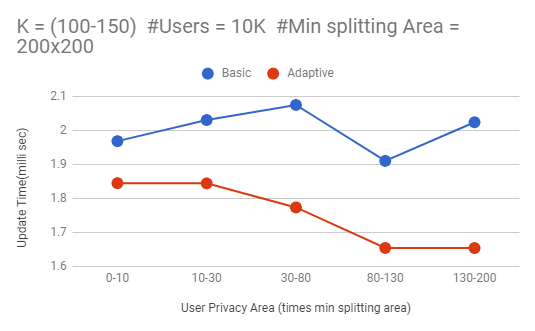 K = (100-150)  #Users = 10K  #Min splitting Area =
200x200
Basic
Adaptive
Update Time(milli sec)
2.1
2
1.9
1.8
1.7
1.6
0-10
10-30
30-80
80-130
130-200
User Privacy Area (times min splitting area)